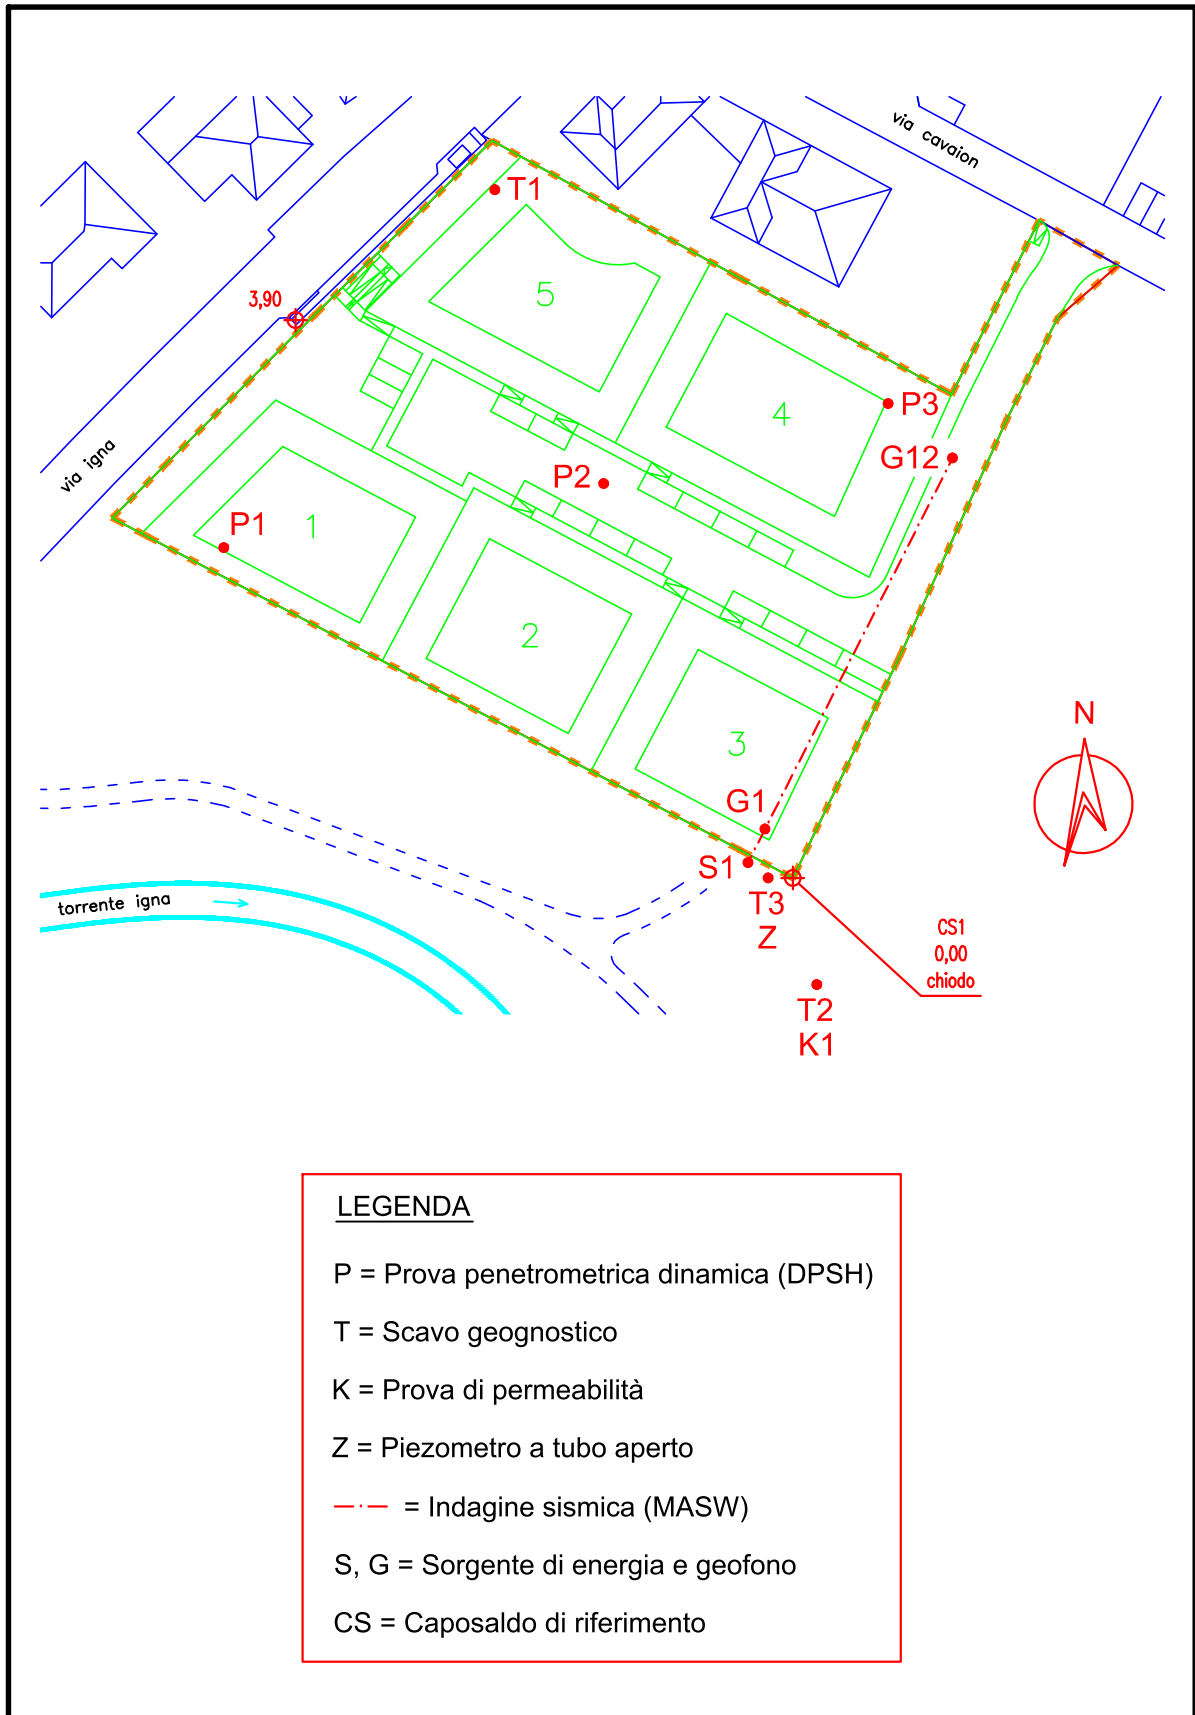 via cavaion
T1
3,90
5
4
P3
G12
via igna
P2
P1
1
2
3
N
G1
S1
torrente igna
T3
Z
CS1
0,00
chiodo
T2
K1
LEGENDA
P = Prova penetrometrica dinamica (DPSH)
T = Scavo geognostico
K = Prova di permeabilità
Z = Piezometro a tubo aperto
= Indagine sismica (MASW)
S, G = Sorgente di energia e geofono
CS = Caposaldo di riferimento